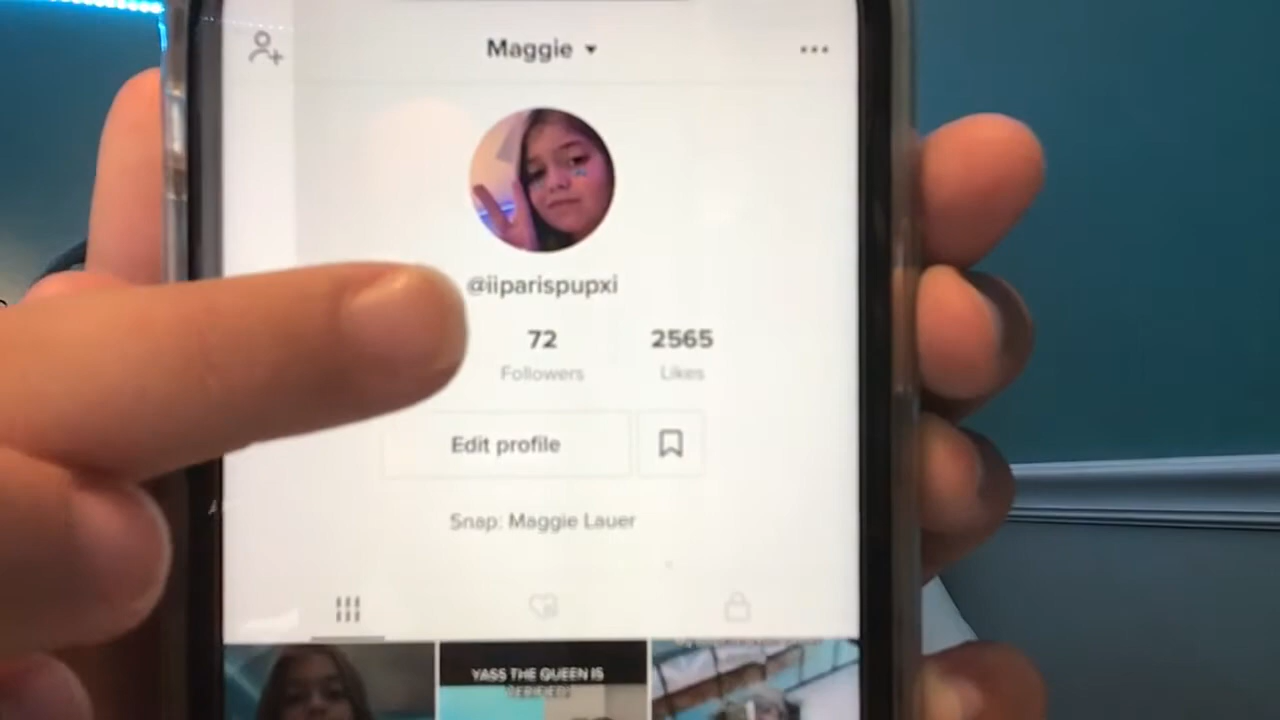 Maggie
@iiparispupxi
72 2565
Followers Likes
Edit profile
Snap: Maggie Lauer
YASS THE QUEEN IS